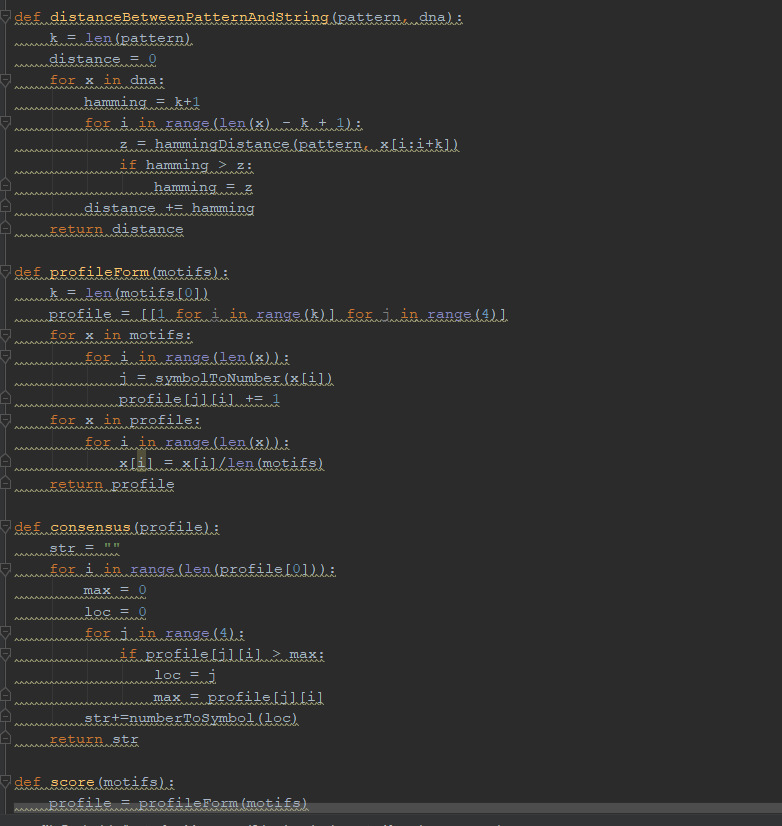 def distanceBetweenPatternAndString(pattern, dna):
    k = len(pattern)
    distance = 0
    for x in dna:
        hamming = k+1
        for i in range(len(x) - k + 1):
            z = hammingDistance(pattern, x[i:i+k])
            if hamming > z:
                hamming = z
        distance += hamming
    return distance
def profileForm(motifs):
    k = len(motifs[0])
    profile = [[1 for i in range(k)] for j in range(4)]
    for x in motifs:
        for i in range(len(x)):
            j = symbolToNumber(x[i])
            profile[j][i] += 1
    for x in profile:
        for i in range(len(x)):
            x[i] = x[i]/len(motifs)
    return profile
def consensus(profile):
    str = ""
    for i in range(len(profile[0])):
        max = 0
        loc = 0
        for j in range(4):
            if profile[j][i] > max:
                loc = j
                max = profile[j][i]
        str+=numberToSymbol(loc)
    return str
def score(motifs):
    profile = profileForm(motifs)